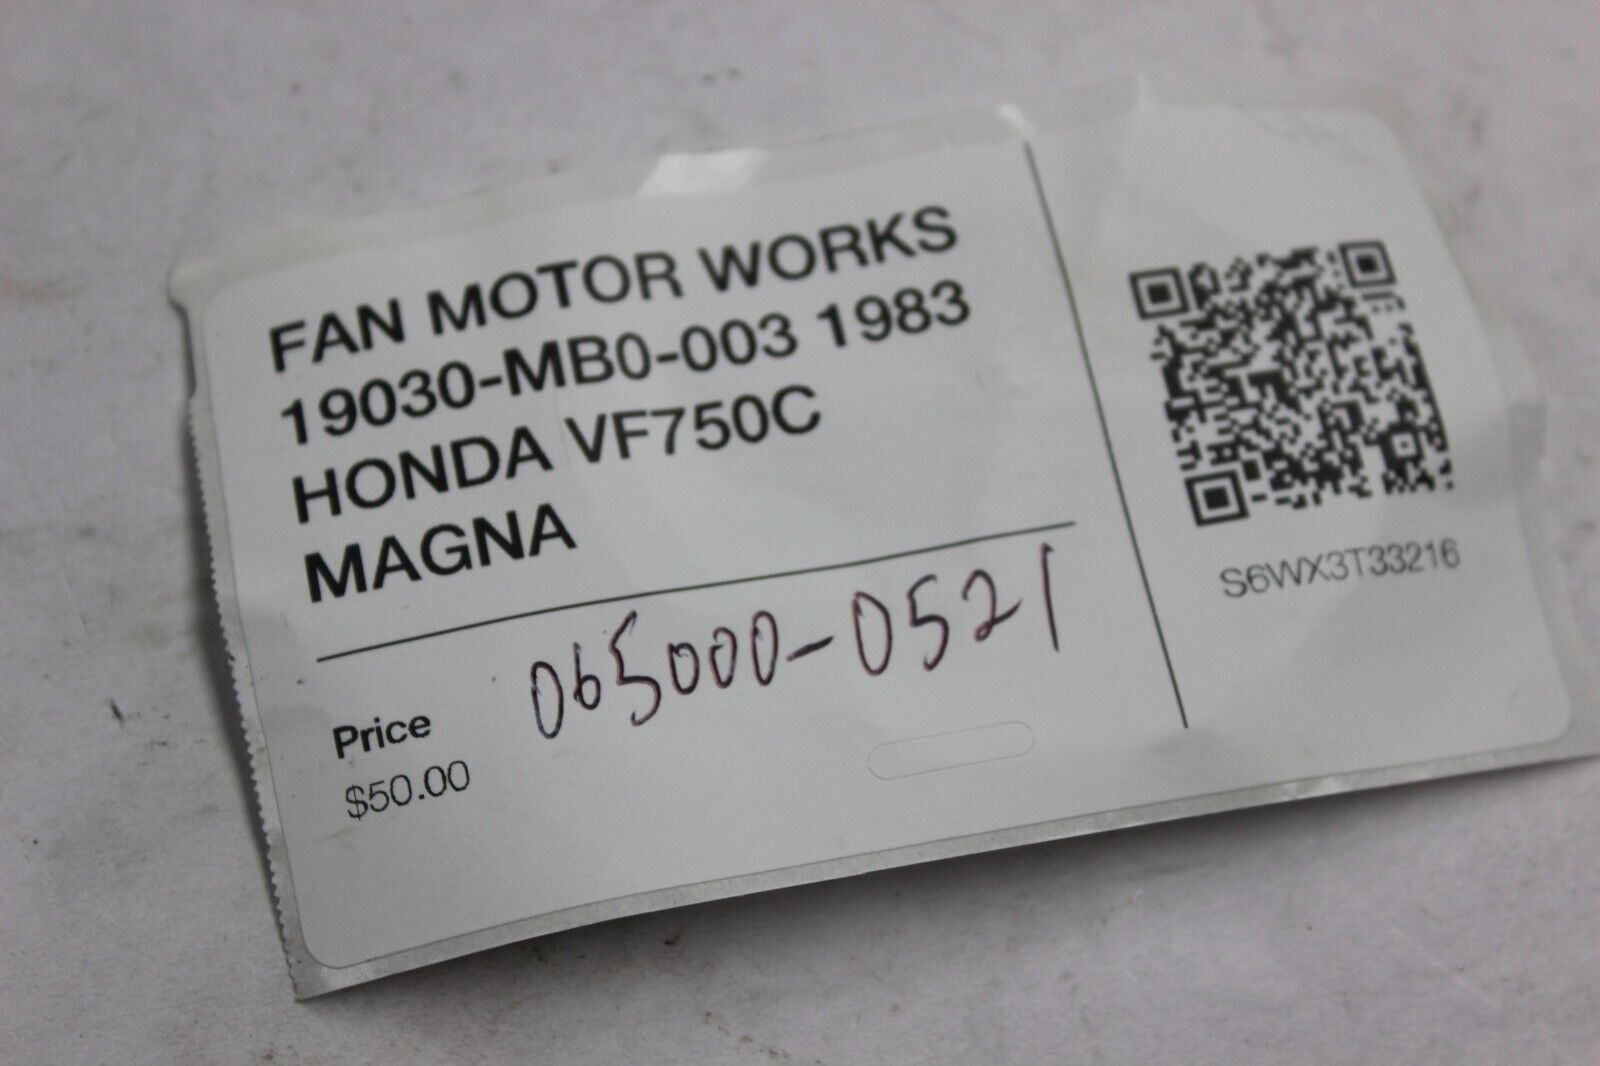 FAN MOTOR WORKS
19030-MB0-003 1983
HONDA VF750C
MAGNA
065000-0521
Price
$50.00
S6WX3T33216